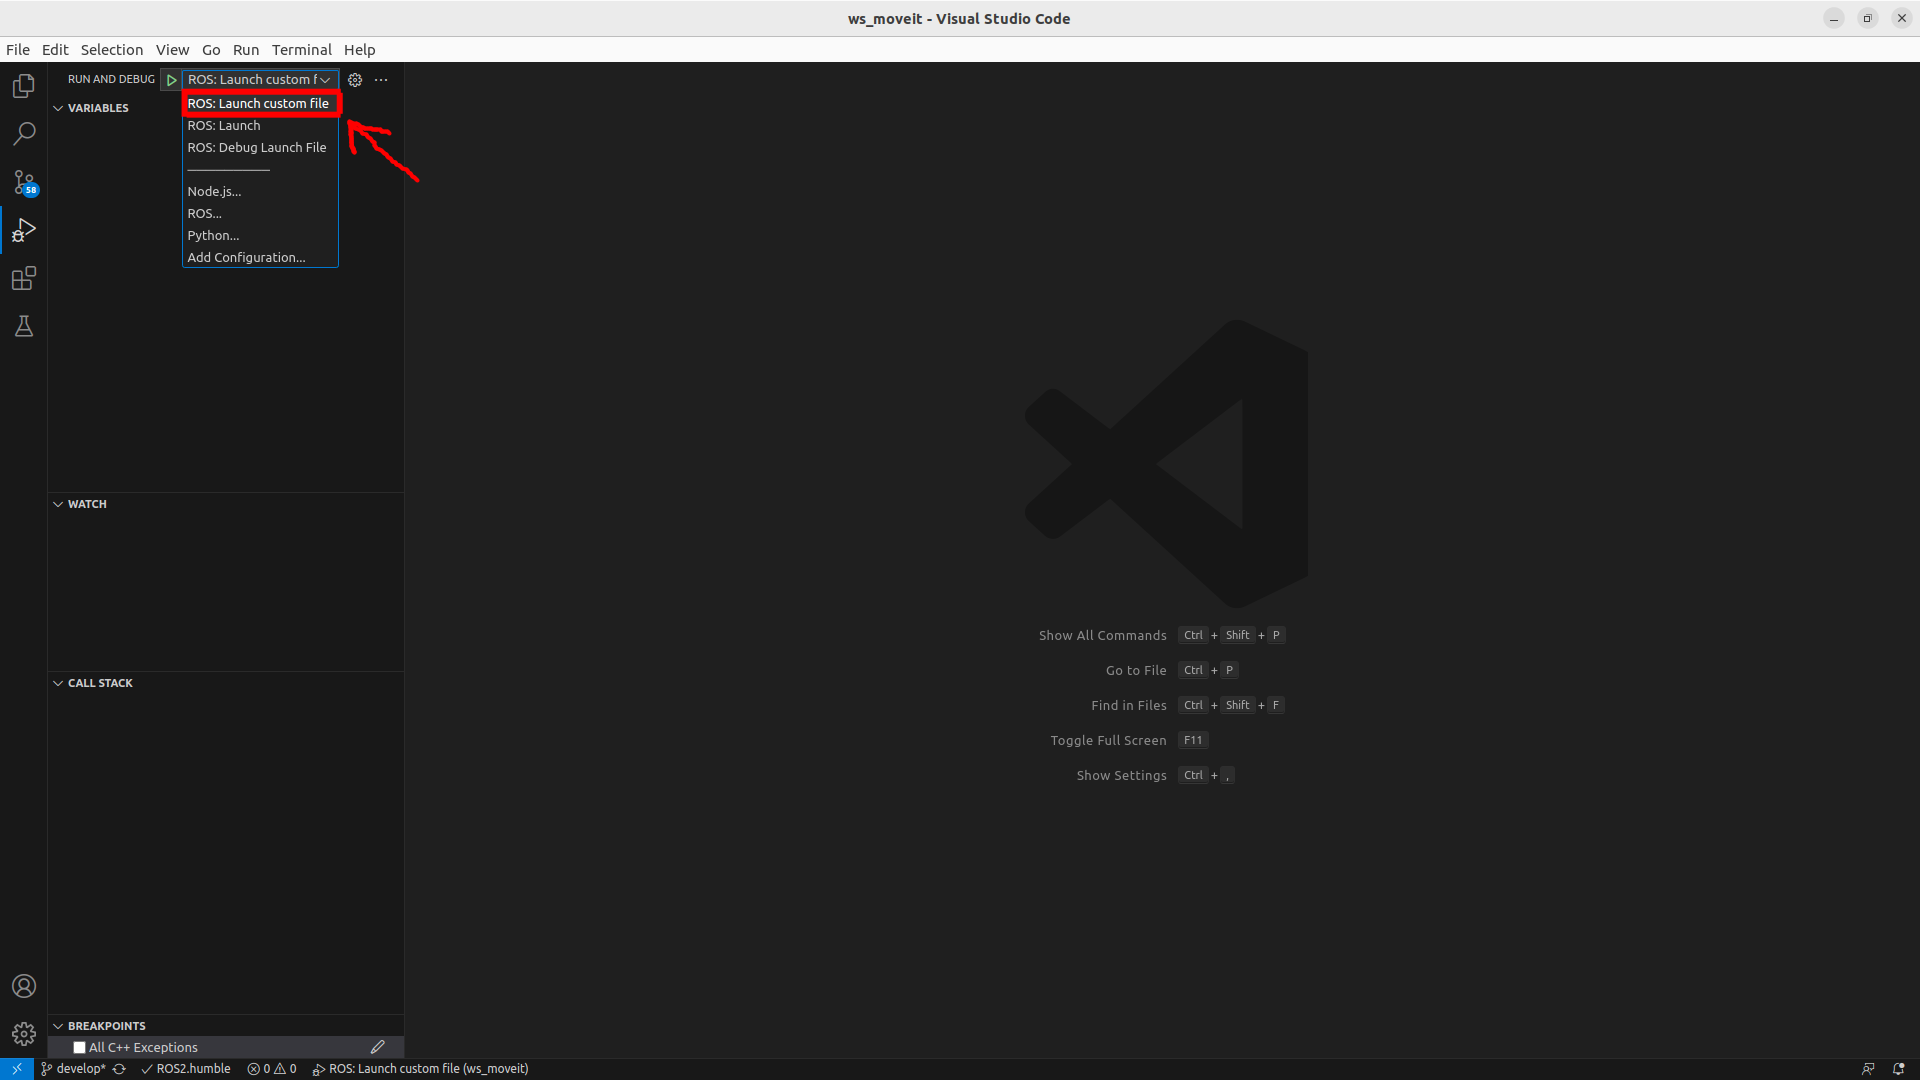 ws_moveit - Visual Studio Code
File Edit Selection View Go Run Terminal Help
RUN AND DEBUG ROS: Launch custom f
VARIABLES
ROS: Launch custom file
ROS: Launch
ROS: Debug Launch File
Node.js...
ROS...
Python...
Add Configuration...
58
WATCH
CALL STACK
Show All Commands Ctrl + Shift + P
Go to File Ctrl + P
Find in Files Ctrl + Shift + F
Toggle Full Screen F11
Show Settings Ctrl + ,
BREAKPOINTS
All C++ Exceptions
develop* ROS2.humble 0 0 ROS: Launch custom file (ws_moveit)